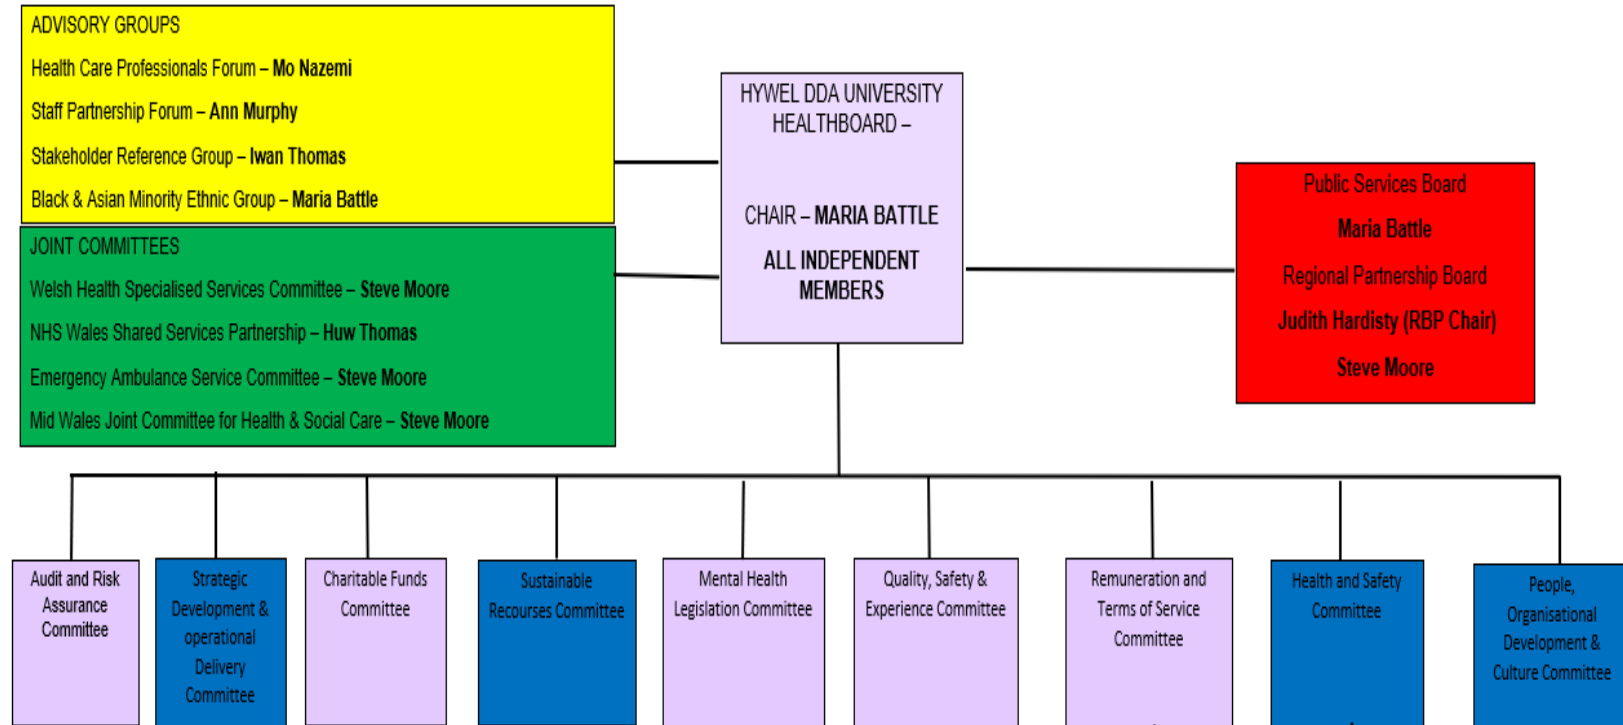 ADVISORY GROUPS
Health Care Professionals Forum – Mo Nazemi
Staff Partnership Forum – Ann Murphy
Stakeholder Reference Group – Iwan Thomas
Black & Asian Minority Ethnic Group – Maria Battle
JOINT COMMITTEES
Welsh Health Specialised Services Committee – Steve Moore
NHS Wales Shared Services Partnership – Huw Thomas
Emergency Ambulance Service Committee – Steve Moore
Mid Wales Joint Committee for Health & Social Care – Steve Moore
HYWEL DDA UNIVERSITY
HEALTHBOARD –
CHAIR – MARIA BATTLE
ALL INDEPENDENT
MEMBERS
Public Services Board
Maria Battle
Regional Partnership Board
Judith Hardisty (RBP Chair)
Steve Moore
Audit and Risk
Assurance
Committee
Strategic
Development &
operational
Delivery
Committee
Charitable Funds
Committee
Sustainable
Recourses Committee
Mental Health
Legislation Committee
Quality, Safety &
Experience Committee
Remuneration and
Terms of Service
Committee
Health and Safety
Committee
People,
Organisational
Development &
Culture Committee